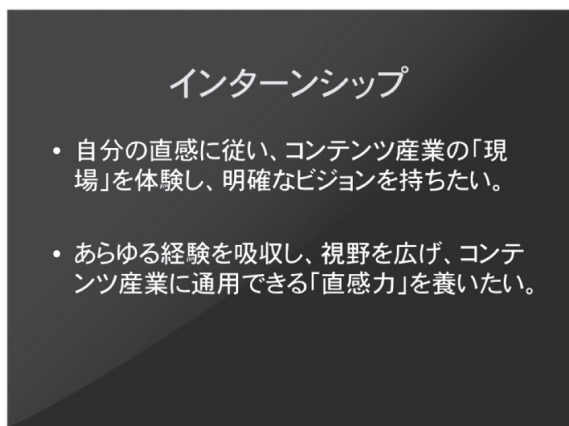 インターンシップ
• 自分の直感に従い、コンテンツ産業の「現
場」を体験し、明確なビジョンを持ちたい。
• あらゆる経験を吸収し、視野を広げ、コンテ
ンツ産業に通用できる「直感力」を養いたい。